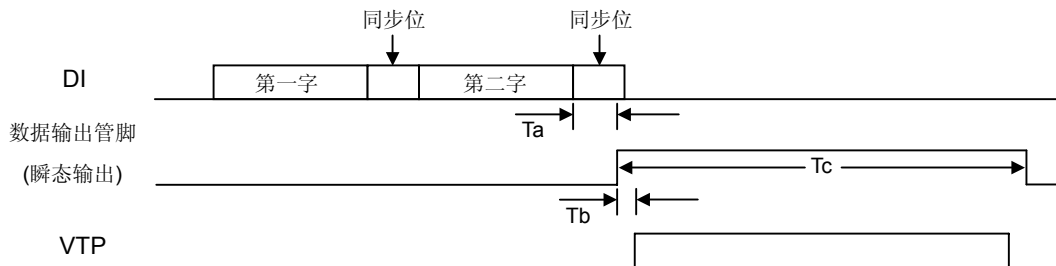 同步位 同步位
DI 第一字 第二字
Ta
数据输出管脚
(瞬态输出)
Tc
Tb
VTP